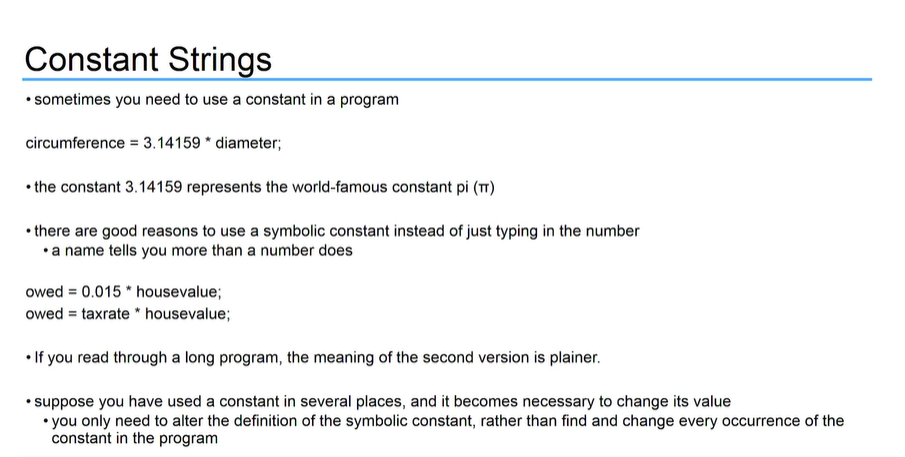 Constant Strings
• sometimes you need to use a constant in a program
circumference = 3.14159 * diameter;
• the constant 3.14159 represents the world-famous constant pi (π)
• there are good reasons to use a symbolic constant instead of just typing in the number
• a name tells you more than a number does
owed = 0.015 * housevalue;
owed = taxrate * housevalue;
• If you read through a long program, the meaning of the second version is plainer.
• suppose you have used a constant in several places, and it becomes necessary to change its value
• you only need to alter the definition of the symbolic constant, rather than find and change every occurrence of the
constant in the program